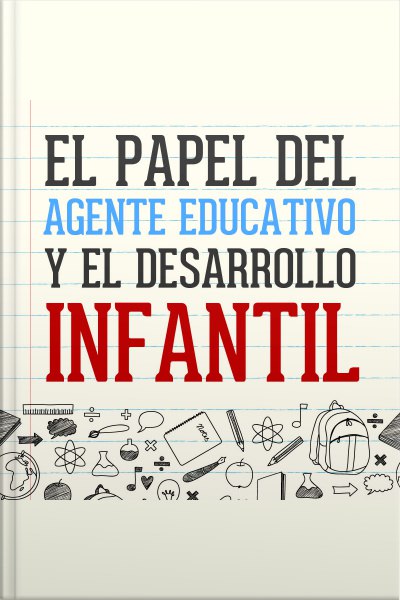 EL PAPEL DEL
AGENTE EDUCATIVO
Y EL DESARROLLO
INFANTIL